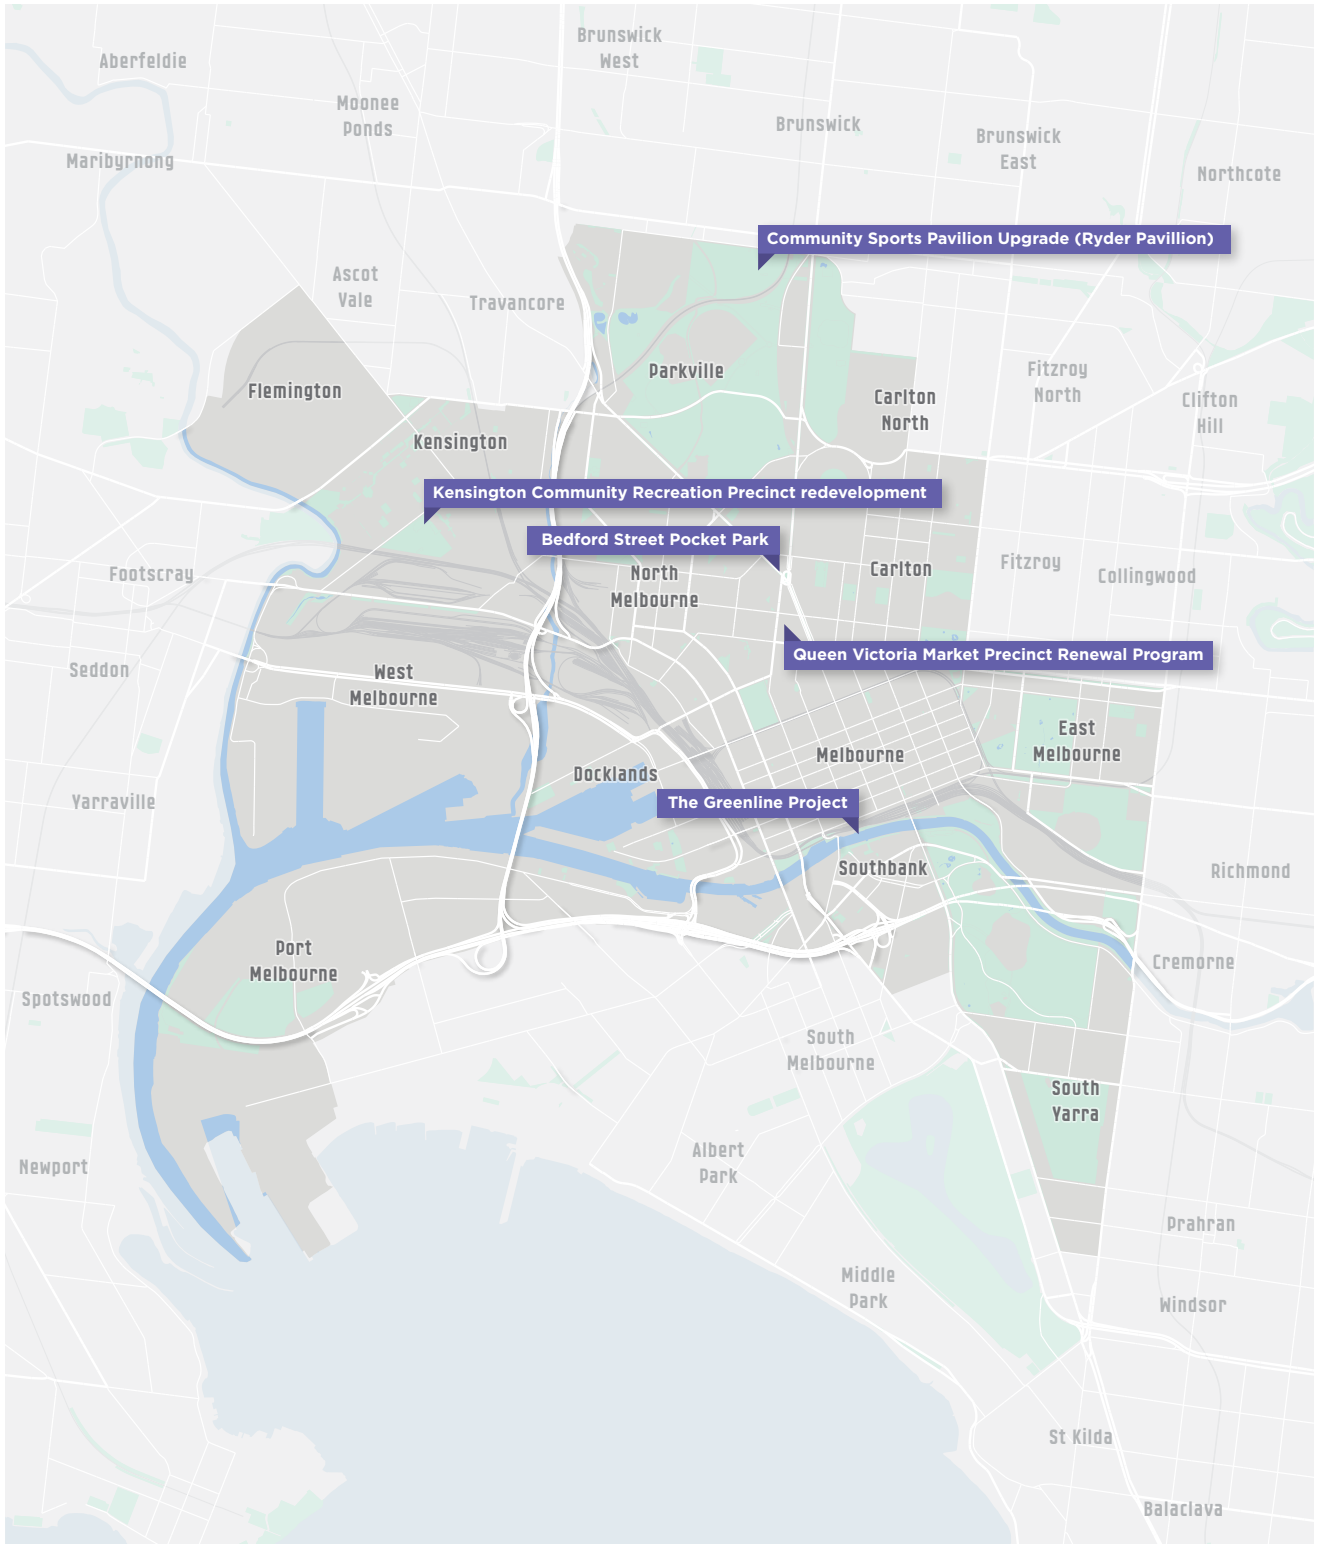 Brunswick
West
Aberfeldie
Moonee
Ponds
Brunswick
Brunswick
East
Maribyrnong
Northcote
Community Sports Pavilion Upgrade (Ryder Pavillion)
Ascot
Vale
Travancore
Parkville
Fitzroy
North
Flemington
Carlton
North
Clifton
Hill
Kensington
Kensington Community Recreation Precinct redevelopment
Bedford Street Pocket Park
Footscray
North
Melbourne
Carlton
Fitzroy
Collingwood
Queen Victoria Market Precinct Renewal Program
Seddon
West
Melbourne
East
Melbourne
Melbourne
Docklands
Yarraville
The Greenline Project
Southbank
Richmond
Port
Melbourne
Cremorne
Spotswood
South
Melbourne
South
Yarra
Albert
Park
Newport
Prahran
Middle
Park
Windsor
St Kilda
Balaclava